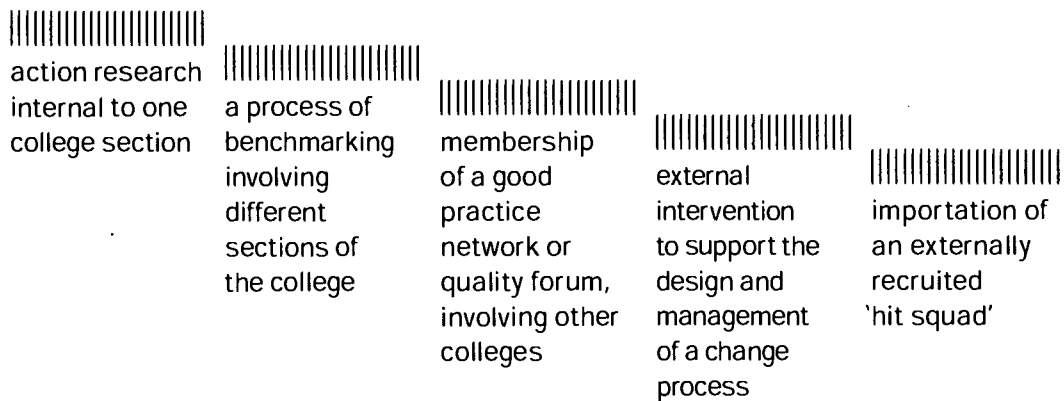 action research
internal to one
college section
a process of
benchmarking
involving
different
sections of
the college
membership
of a good
practice
network or
quality forum,
involving other
colleges
external
intervention
to support the
design and
management
of a change
process
importation of
an externally
recruited
'hit squad'